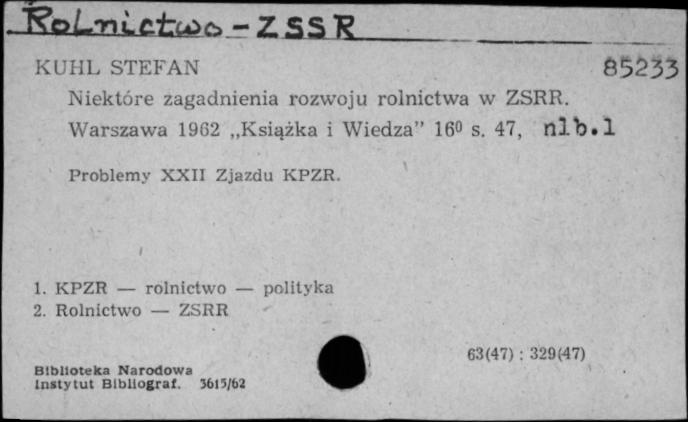 Rolnictwo - ZSSR
KUHL STEFAN 85233
Niektóre zagadnienia rozwoju rolnictwa w ZSRR.
Warszawa 1962 „Książka i Wiedza” 16⁰ s. 47, nlb.1
Problemy XXII Zjazdu KPZR.
1. KPZR — rolnictwo — polityka
2. Rolnictwo — ZSRR
63(47) : 329(47)
Biblioteka Narodowa
Instytut Bibliograf. 3615/62